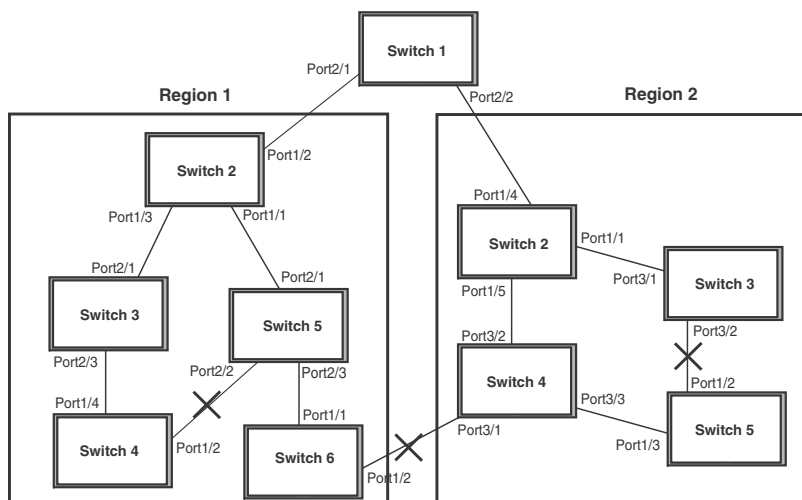 Switch 1
Port2/1
Port2/2
Region 1
Region 2
Port1/2
Switch 2
Port1/3
Port1/1
Port1/4
Switch 2
Port1/1
Port3/1
Switch 3
Port1/5
Port2/1
Port2/1
Switch 3
Switch 5
Port3/2
Port3/2
Port2/3
Port2/2
Port2/3
Switch 4
Port1/2
Port3/3
Port1/4
Port1/1
Port3/1
Port1/3
Switch 5
Switch 4
Port1/2
Switch 6
Port1/2